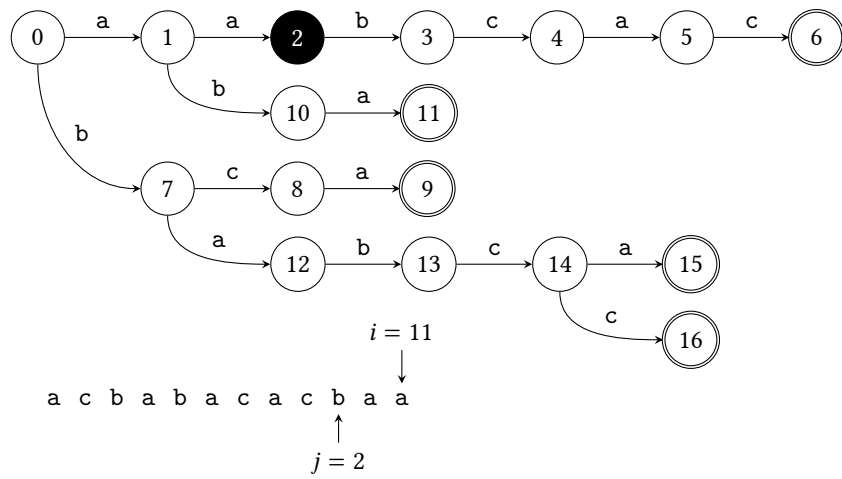 a a b c a c
0 1 2 3 4 5 6
b a
10 11
b
c a
7 8 9
a b c a
12 13 14 15
c
16
i = 11
a c b a b a c a c b a a
j = 2